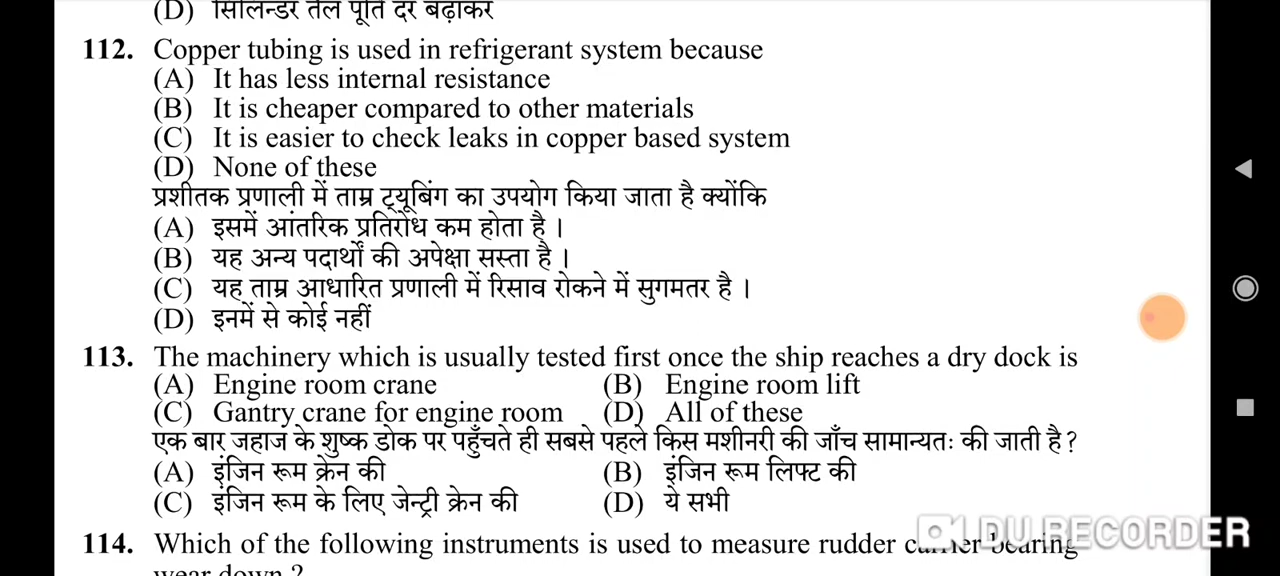 (D) सिलिन्डर तेल पूर्ति दर बढ़ाकर
112. Copper tubing is used in refrigerant system because
(A) It has less internal resistance
(B) It is cheaper compared to other materials
(C) It is easier to check leaks in copper based system
(D) None of these
प्रशीतक प्रणाली में ताम्र ट्यूबिंग का उपयोग किया जाता है क्योंकि
(A) इसमें आंतरिक प्रतिरोध कम होता है ।
(B) यह अन्य पदार्थों की अपेक्षा सस्ता है ।
(C) यह ताम्र आधारित प्रणाली में रिसाव रोकने में सुगमतर है ।
(D) इनमें से कोई नहीं
113. The machinery which is usually tested first once the ship reaches a dry dock is
(A) Engine room crane (B) Engine room lift
(C) Gantry crane for engine room (D) All of these
एक बार जहाज के शुष्क डोक पर पहुँचते ही सबसे पहले किस मशीनरी की जाँच सामान्यतः की जाती है ?
(A) इंजिन रूम क्रेन की (B) इंजिन रूम लिफ्ट की
(C) इंजिन रूम के लिए जेन्ट्री क्रेन की (D) ये सभी
DU RECORDER
114. Which of the following instruments is used to measure rudder carrier bearing
wear down ?